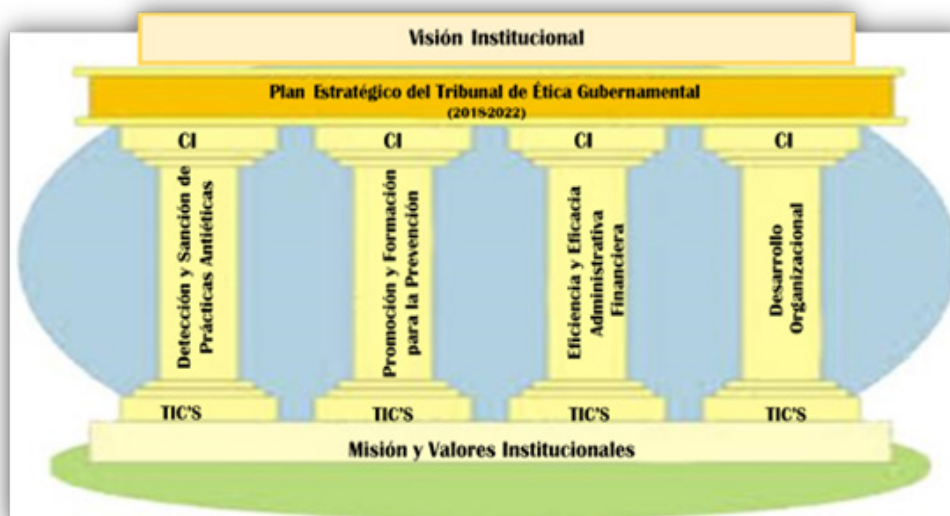 Visión Institucional
Plan Estratégico del Tribunal de Ética Gubernamental
(2018-2022)
CI
CI
CI
CI
Detección y Sanción de
Prácticas Antiéticas
Promoción y Formación
para la Prevención
Eficiencia y Eficacia
Administrativa
Financiera
Desarrollo
Organizacional
TIC'S
TIC'S
TIC'S
TIC'S
Misión y Valores Institucionales